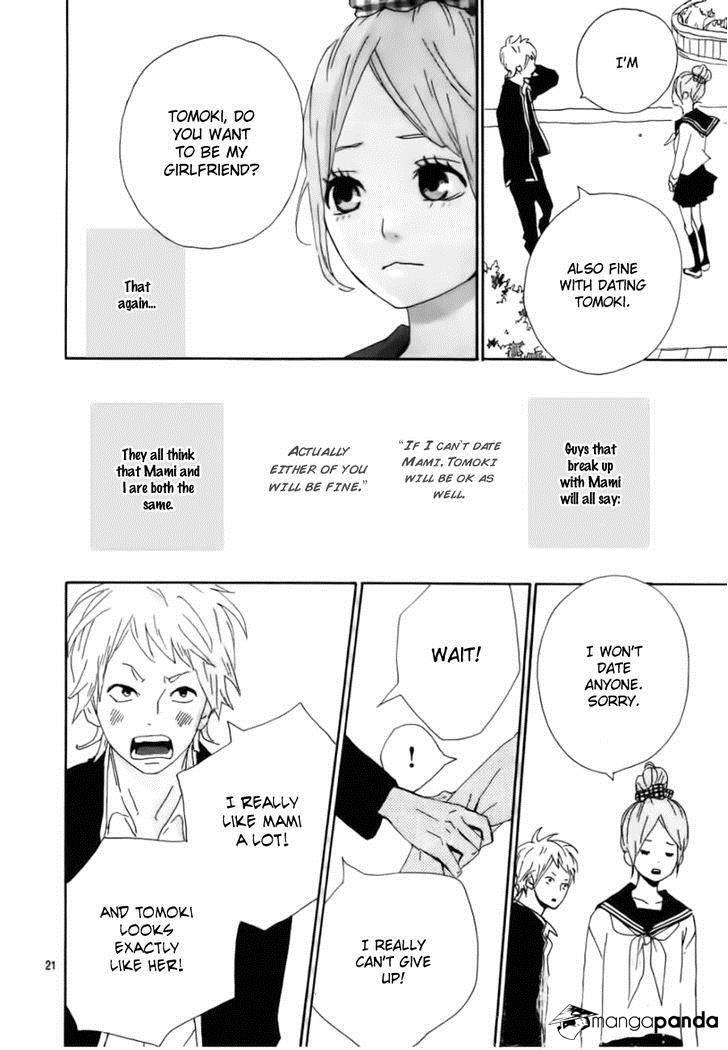 I'M
ALSO FINE
WITH DATING
TOMOKI.
TOMOKI, DO
YOU WANT
TO BE MY
GIRLFRIEND?
That
again...
Guys that
break up
with Mami
will all say:
"IF I CAN'T DATE
MAMI, TOMOKI
WILL BE OK AS
WELL.
ACTUALLY
EITHER OF YOU
WILL BE FINE."
They all think
that Mami and
I are both the
same.
I WON'T
DATE
ANYONE.
SORRY.
WAIT!
!
I REALLY
CAN'T GIVE
UP!
I REALLY
LIKE MAMI
A LOT!
AND TOMOKI
LOOKS
EXACTLY
LIKE HER!
21
mangapanda